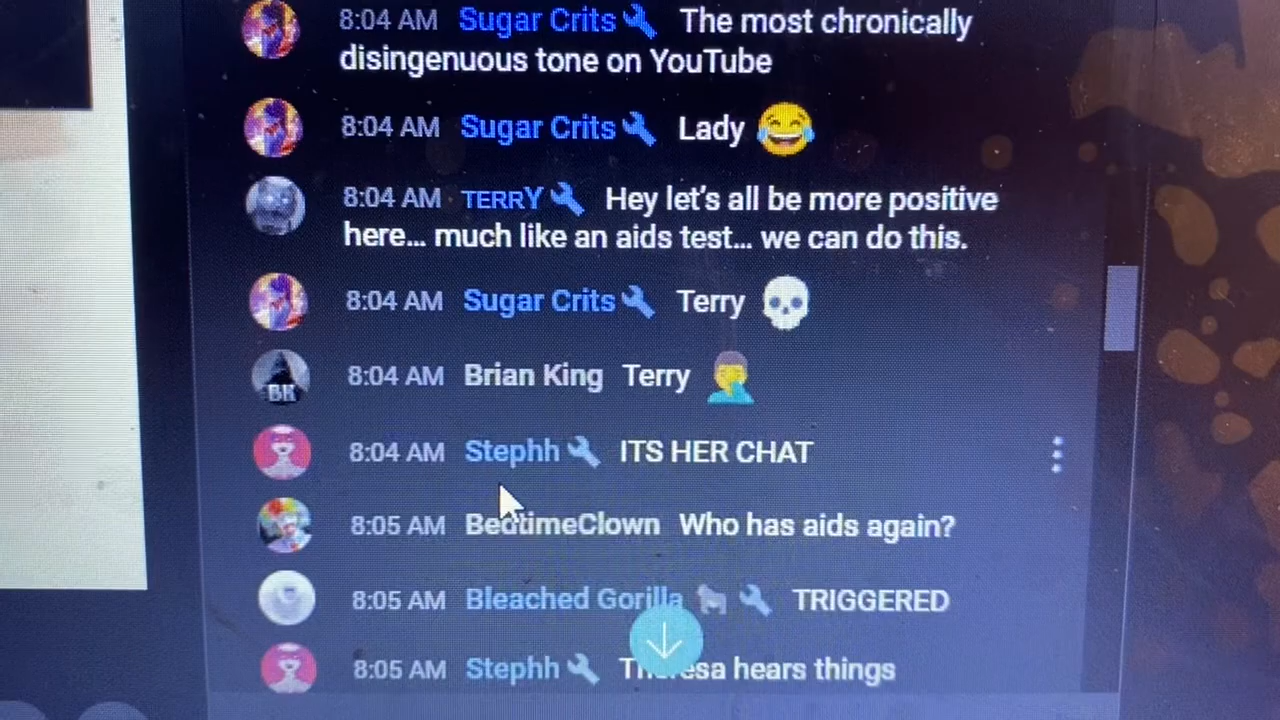 8:04 AM Sugar Crits The most chronically
disingenuous tone on YouTube
8:04 AM Sugar Crits Lady 😂
8:04 AM TERRY Hey let's all be more positive
here... much like an aids test... we can do this.
8:04 AM Sugar Crits Terry 💀
BK
8:04 AM Brian King Terry 🤦
8:04 AM Stephh ITS HER CHAT
8:05 AM BedtimeClown Who has aids again?
8:05 AM Bleached Gorilla 🦍 TRIGGERED
8:05 AM Stephh hears things